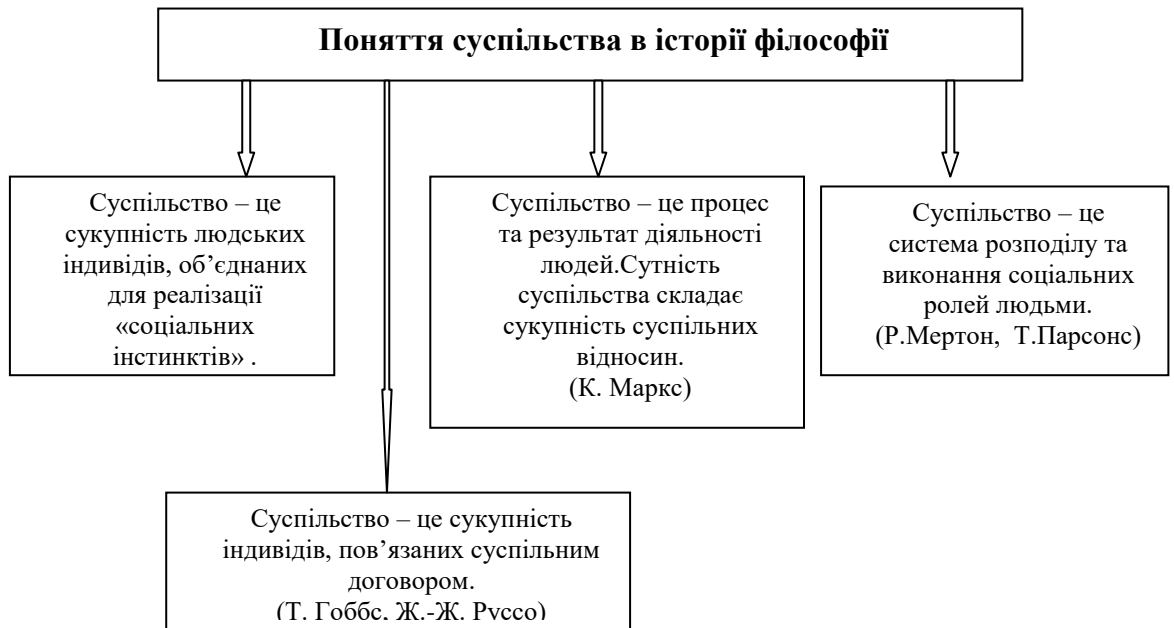 Поняття суспільства в історії філософії
Суспільство – це
сукупність людських
індивідів, об’єднаних
для реалізації
«соціальних
інстинктів» .
Суспільство – це процес
та результат діяльності
людей.Сутність
суспільства складає
сукупність суспільних
відносин.
(К. Маркс)
Суспільство – це
система розподілу та
виконання соціальних
ролей людьми.
(Р.Мертон, Т.Парсонс)
Суспільство – це сукупність
індивідів, пов’язаних суспільним
договором.
(Т. Гоббс, Ж.-Ж. Руссо)